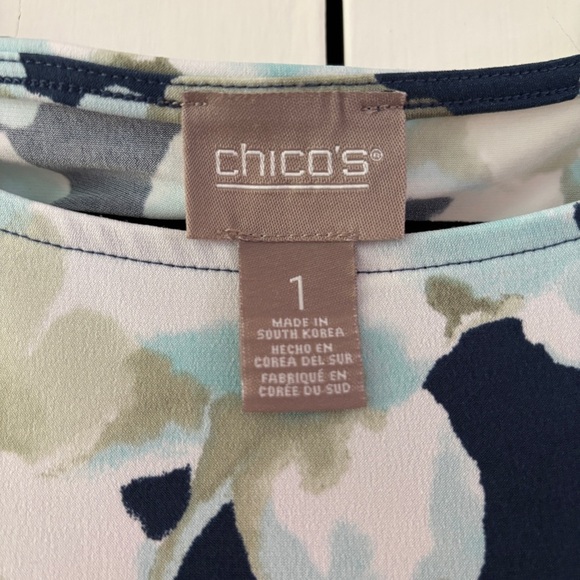 chico's®
1
MADE IN
SOUTH KOREA
HECHO EN
COREA DEL SUR
FABRIQUÉ EN
CORÉE DU SUD